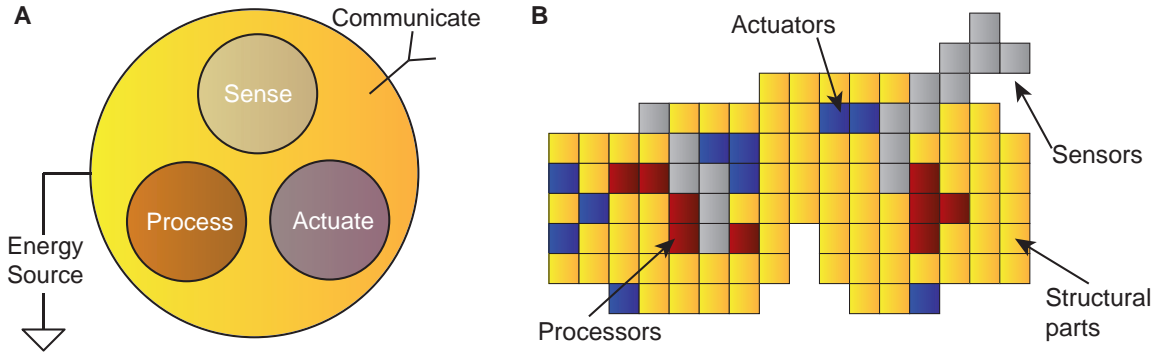 A
Communicate
Sense
Process
Actuate
Energy
Source
B
Actuators
Sensors
Processors
Structural
parts